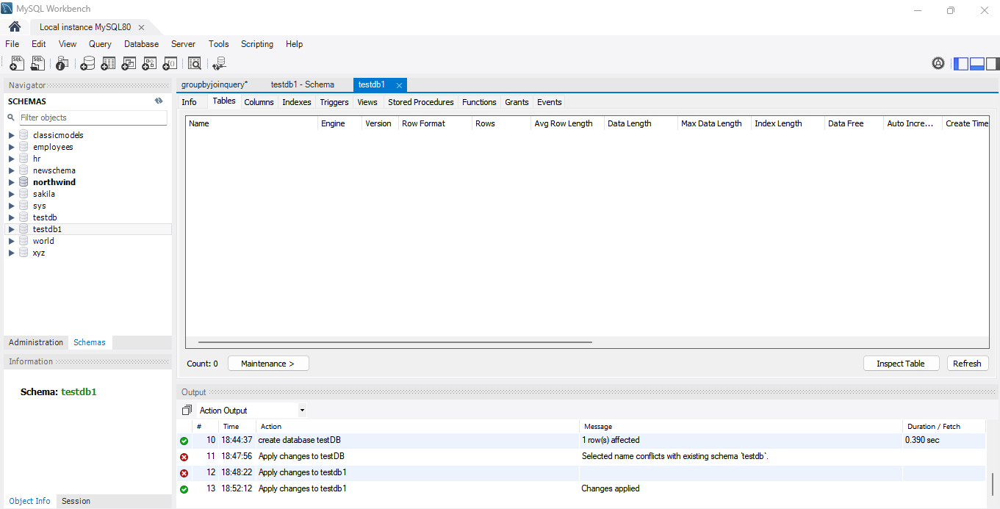 MySQL Workbench
Local instance MySQL80
File Edit View Query Database Server Tools Scripting Help
Navigator
SCHEMAS
Filter objects
classicmodels
employees
hr
newschema
northwind
sakila
sys
testdb
testdb1
world
xyz
Administration Schemas
Information
Schema: testdb1
Object Info Session
groupbyjoinquery* testdb1 - Schema testdb1
Info Tables Columns Indexes Triggers Views Stored Procedures Functions Grants Events
Name Engine Version Row Format Rows Avg Row Length Data Length Max Data Length Index Length Data Free Auto Incre... Create Time
Count: 0 Maintenance > Inspect Table Refresh
Output
Action Output
# Time Action Message Duration / Fetch
10 18:44:37 create database testDB 1 row(s) affected 0.390 sec
11 18:47:56 Apply changes to testDB Selected name conflicts with existing schema `testdb`.
12 18:48:22 Apply changes to testdb1
13 18:52:12 Apply changes to testdb1 Changes applied